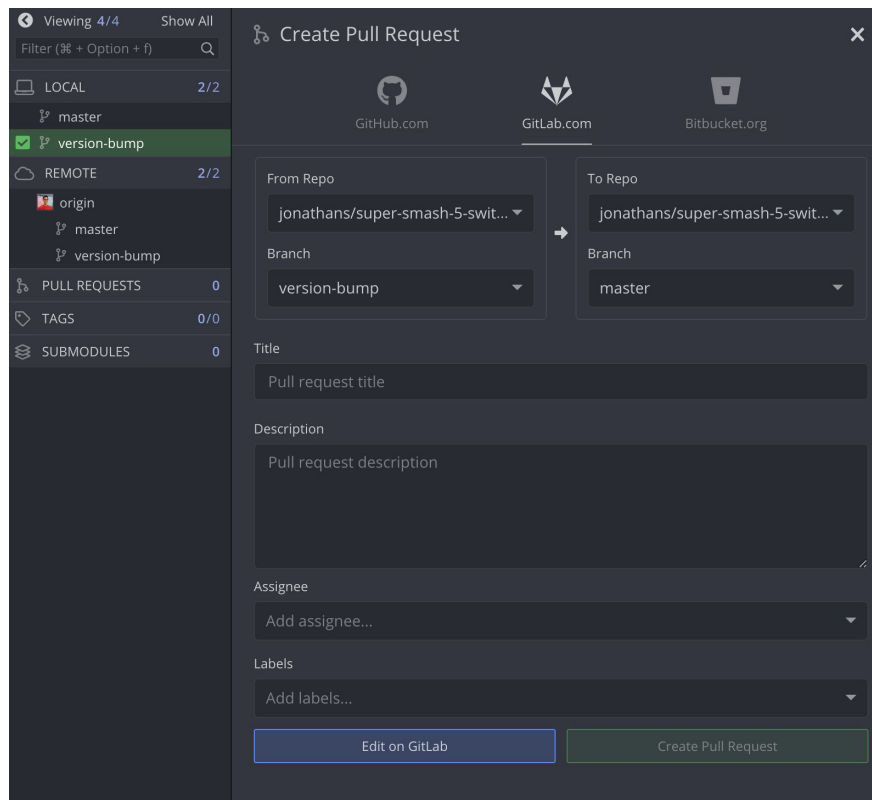 Viewing 4/4 Show All
Filter (⌘ + Option + f)
LOCAL 2/2
master
version-bump
REMOTE 2/2
origin
master
version-bump
PULL REQUESTS 0
TAGS 0/0
SUBMODULES 0
Create Pull Request
GitHub.com GitLab.com Bitbucket.org
From Repo
jonathans/super-smash-5-swit...
Branch
version-bump
To Repo
jonathans/super-smash-5-swit...
Branch
master
Title
Pull request title
Description
Pull request description
Assignee
Add assignee...
Labels
Add labels...
Edit on GitLab Create Pull Request